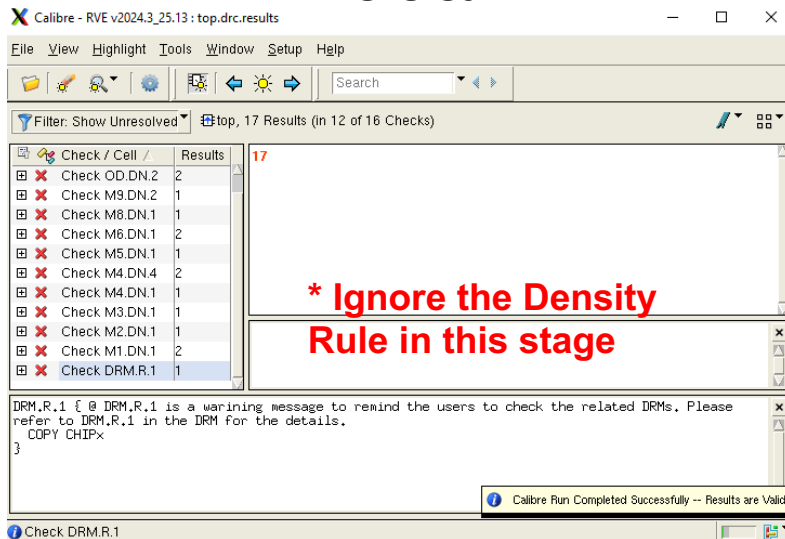 Calibre - RVE v2024.3_25.13 : top.drc.results
File View Highlight Tools Window Setup Help
Search
Filter: Show Unresolved top, 17 Results (in 12 of 16 Checks)
Check / Cell Results
17
Check OD.DN.2 2
Check M9.DN.2 1
Check M8.DN.1 1
Check M6.DN.1 2
Check M5.DN.1 1
Check M4.DN.4 2
Check M4.DN.1 1
Check M3.DN.1 1
Check M2.DN.1 1
Check M1.DN.1 2
Check DRM.R.1 1
* Ignore the Density
Rule in this stage
DRM.R.1 { @ DRM.R.1 is a warining message to remind the users to check the related DRMs. Please
refer to DRM.R.1 in the DRM for the details.
COPY CHIPx
}
Calibre Run Completed Successfully -- Results are Valid
Check DRM.R.1